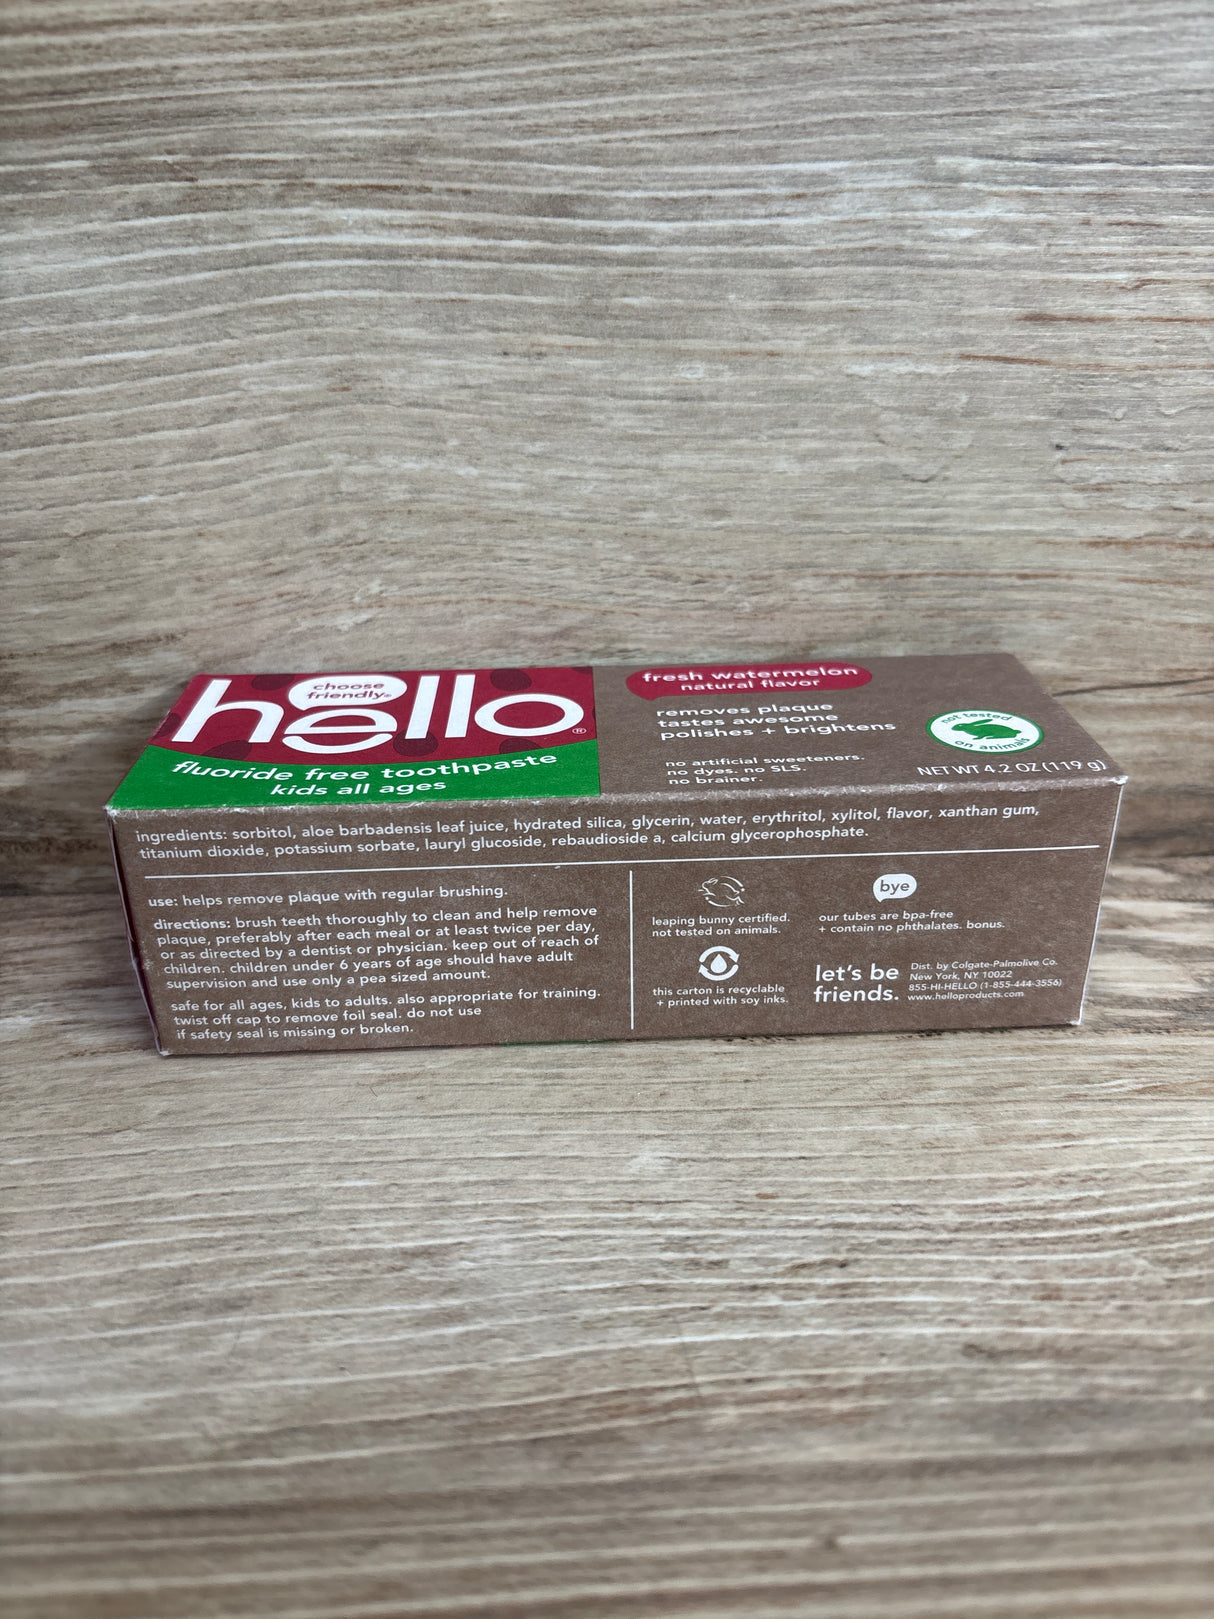 choose
friendly®
hello®
fluoride free toothpaste
kids all ages
fresh watermelon
natural flavor
removes plaque
tastes awesome
polishes + brightens
no artificial sweeteners.
no dyes. no SLS.
no brainer.
not tested
on animals
NET WT 4.2 OZ (119 g)
ingredients: sorbitol, aloe barbadensis leaf juice, hydrated silica, glycerin, water, erythritol, xylitol, flavor, xanthan gum,
titanium dioxide, potassium sorbate, lauryl glucoside, rebaudioside a, calcium glycerophosphate.
use: helps remove plaque with regular brushing.
directions: brush teeth thoroughly to clean and help remove
plaque, preferably after each meal or at least twice per day,
or as directed by a dentist or physician. keep out of reach of
children. children under 6 years of age should have adult
supervision and use only a pea sized amount.
safe for all ages, kids to adults. also appropriate for training.
twist off cap to remove foil seal. do not use
if safety seal is missing or broken.
leaping bunny certified.
not tested on animals.
bye
our tubes are bpa-free
+ contain no phthalates. bonus.
this carton is recyclable
+ printed with soy inks.
let's be
friends.
Dist. by Colgate-Palmolive Co.
New York, NY 10022
855-HI-HELLO (1-855-444-3556)
www.helloproducts.com